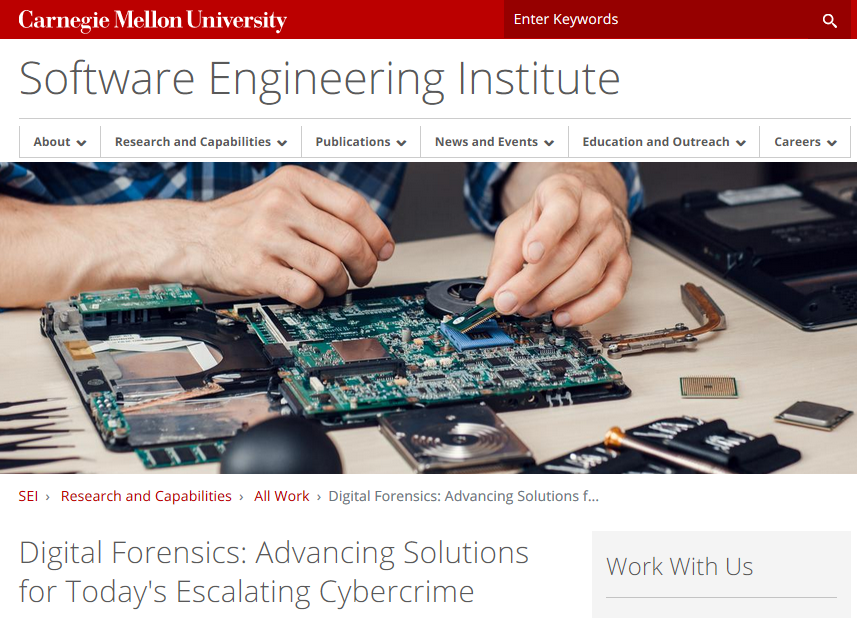 Carnegie Mellon University
Enter Keywords
Software Engineering Institute
About
Research and Capabilities
Publications
News and Events
Education and Outreach
Careers
SEI › Research and Capabilities › All Work › Digital Forensics: Advancing Solutions f...
Digital Forensics: Advancing Solutions
for Today's Escalating Cybercrime
Work With Us